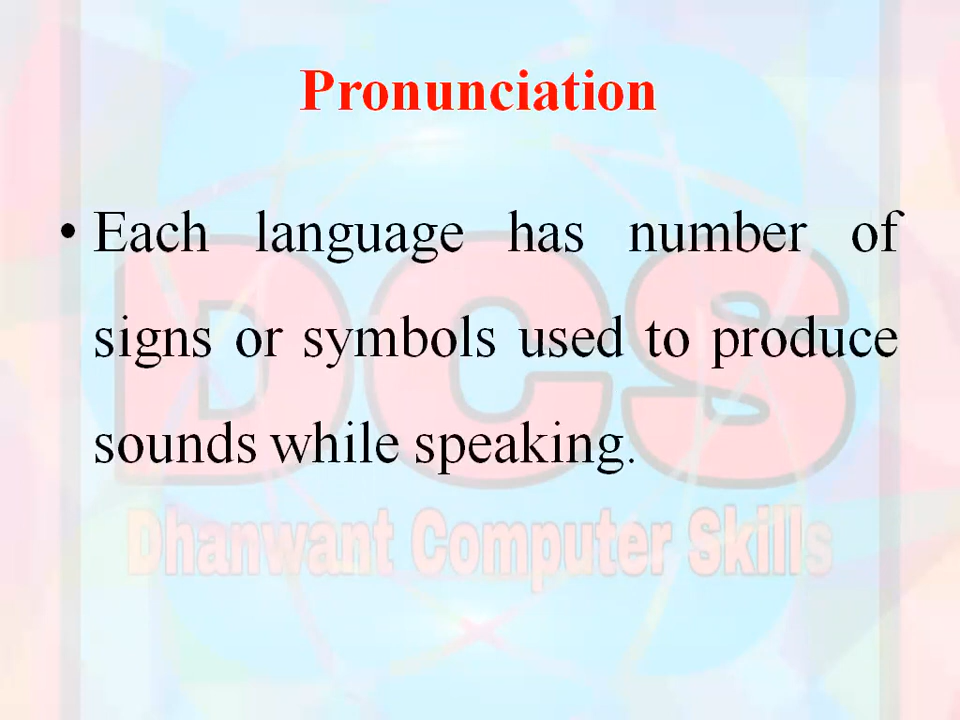 Pronunciation
• Each language has number of
signs or symbols used to produce
sounds while speaking.
DCS
Dhanwant Computer Skills